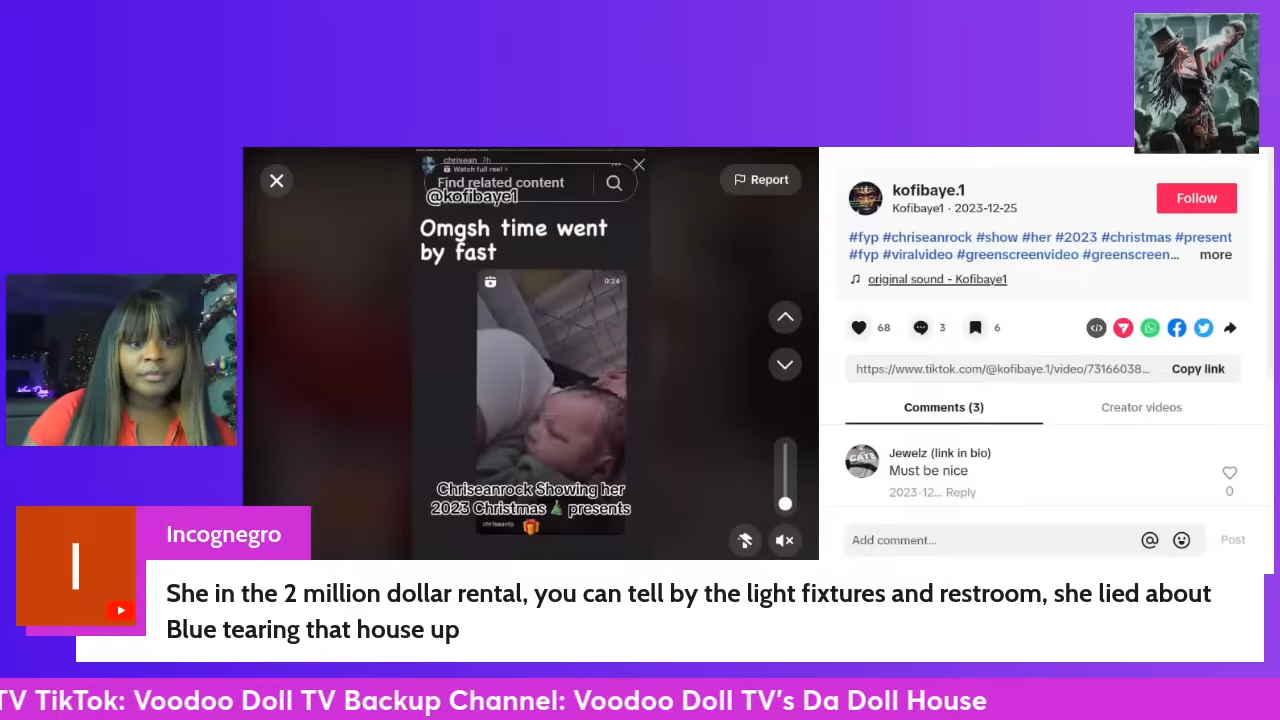 chrisean 7h
Watch full reel ›
Find related content
@kofibaye1
Omgsh time went
by fast
0:24
Chriseanrock Showing her
2023 Christmas🎄presents
🎁
Report
kofibaye.1
Kofibaye1 · 2023-12-25
Follow
#fyp #chriseanrock #show #her #2023 #christmas #present
#fyp #viralvideo #greenscreenvideo #greenscreen... more
original sound - Kofibaye1
68
3
6
https://www.tiktok.com/@kofibaye.1/video/73166038...
Copy link
Comments (3)
Creator videos
Jewelz (link in bio)
Must be nice
2023-12... Reply
0
Add comment...
Post
I
Incognegro
She in the 2 million dollar rental, you can tell by the light fixtures and restroom, she lied about
Blue tearing that house up
TV TikTok: Voodoo Doll TV Backup Channel: Voodoo Doll TV's Da Doll House